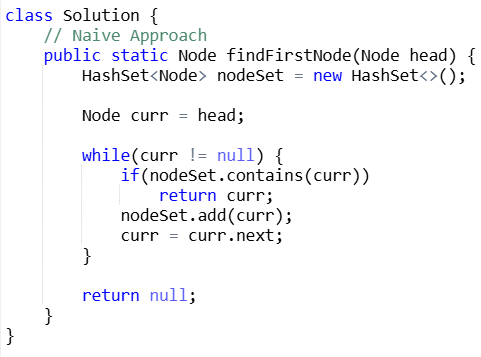 class Solution {
    // Naive Approach
    public static Node findFirstNode(Node head) {
        HashSet<Node> nodeSet = new HashSet<>();

        Node curr = head;

        while(curr != null) {
            if(nodeSet.contains(curr))
                return curr;
            nodeSet.add(curr);
            curr = curr.next;
        }

        return null;
    }
}